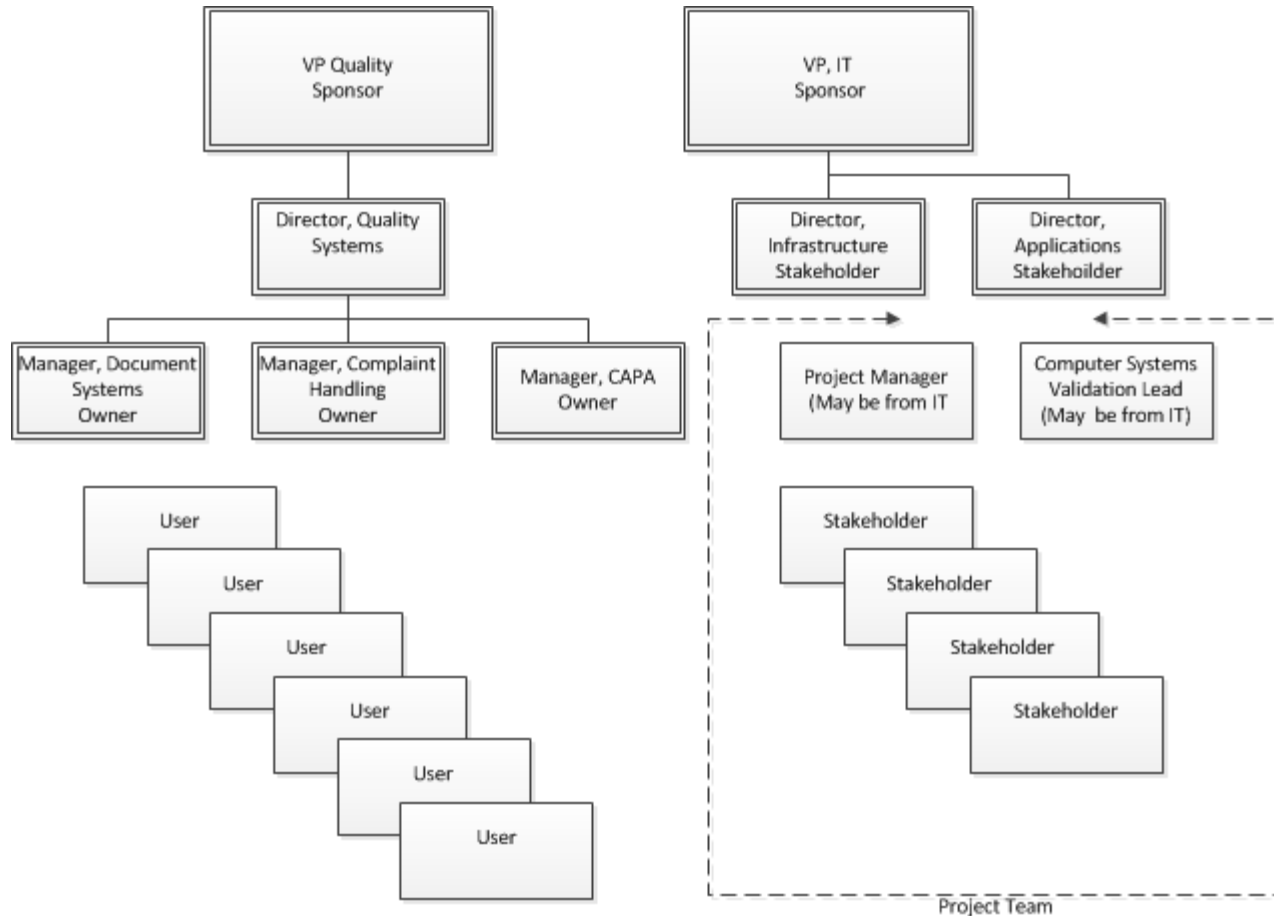 VP Quality
Sponsor
VP, IT
Sponsor
Director, Quality
Systems
Director,
Infrastructure
Stakeholder
Director,
Applications
Stakehoilder
Manager, Document
Systems
Owner
Manager, Complaint
Handling
Owner
Manager, CAPA
Owner
Project Manager
(May be from IT
Computer Systems
Validation Lead
(May be from IT)
User
User
User
User
User
User
Stakeholder
Stakeholder
Stakeholder
Stakeholder
Project Team